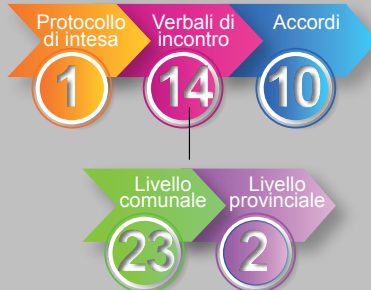 Protocollo
di intesa
1
Verbali di
incontro
14
Accordi
10
Livello
comunale
23
Livello
provinciale
2